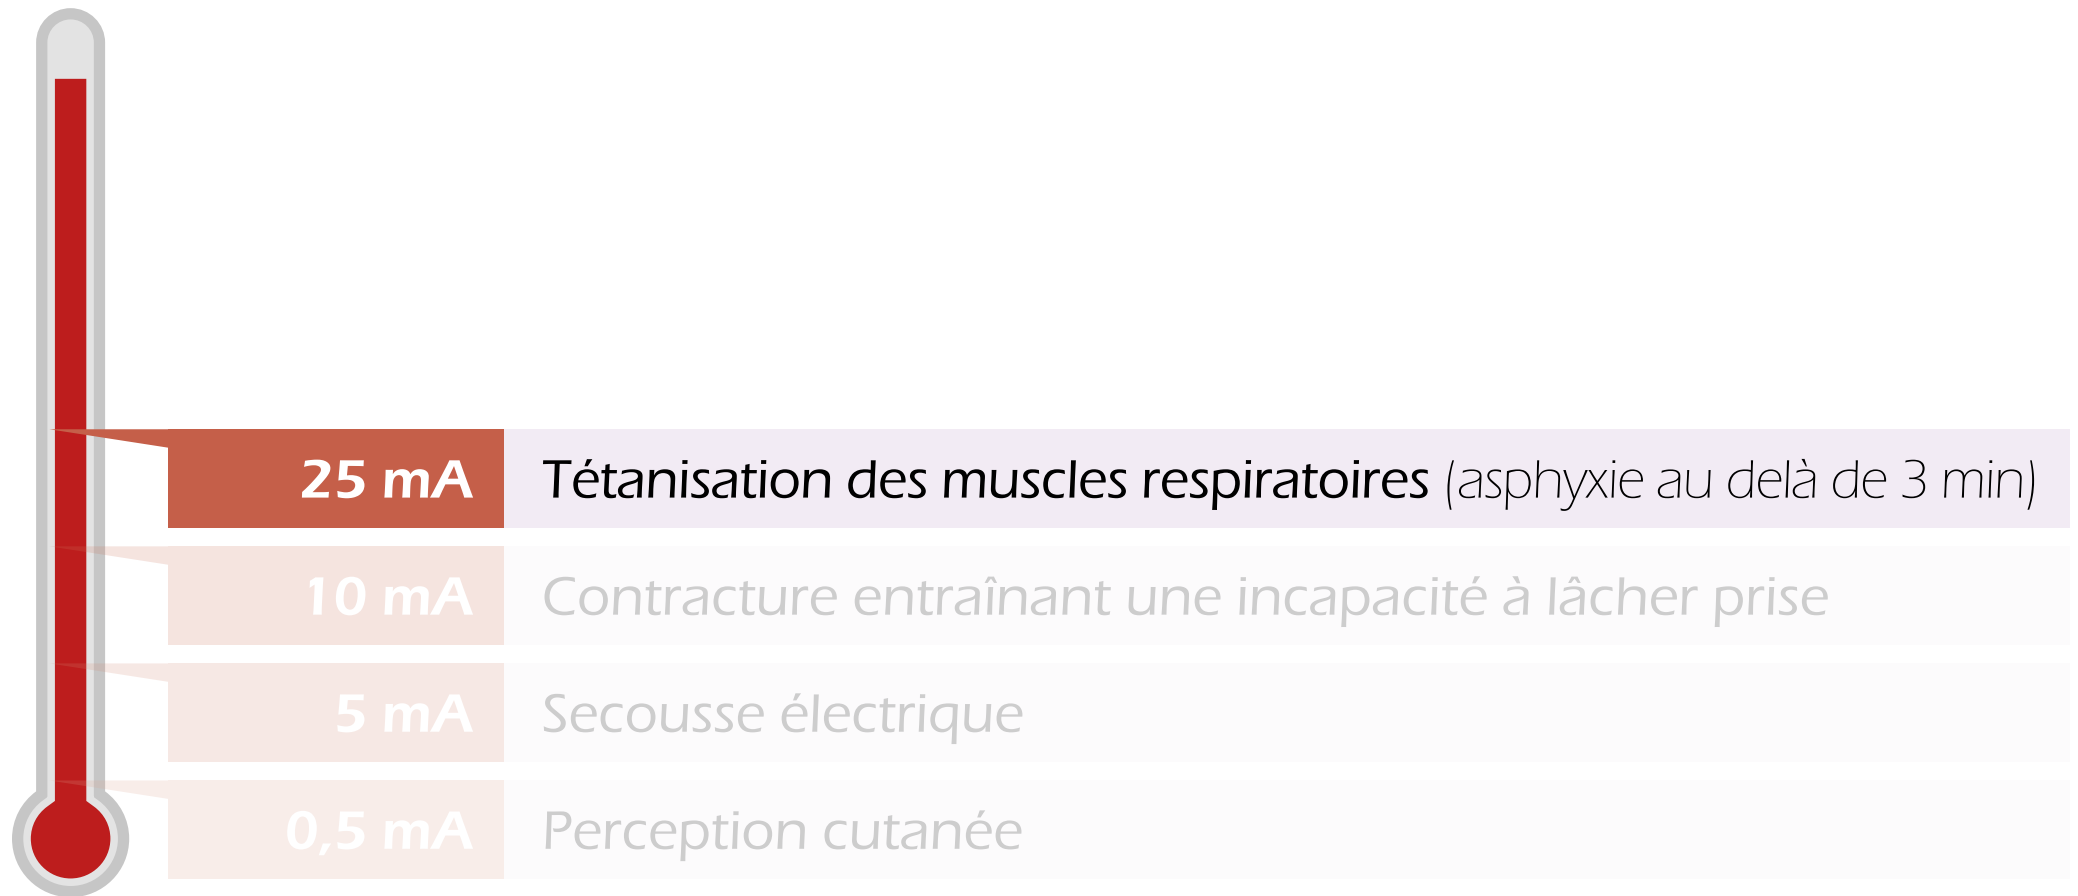 25 mA Tétanisation des muscles respiratoires (asphyxie au delà de 3 min)
10 mA Contracture entraînant une incapacité à lâcher prise
5 mA Secousse électrique
0,5 mA Perception cutanée